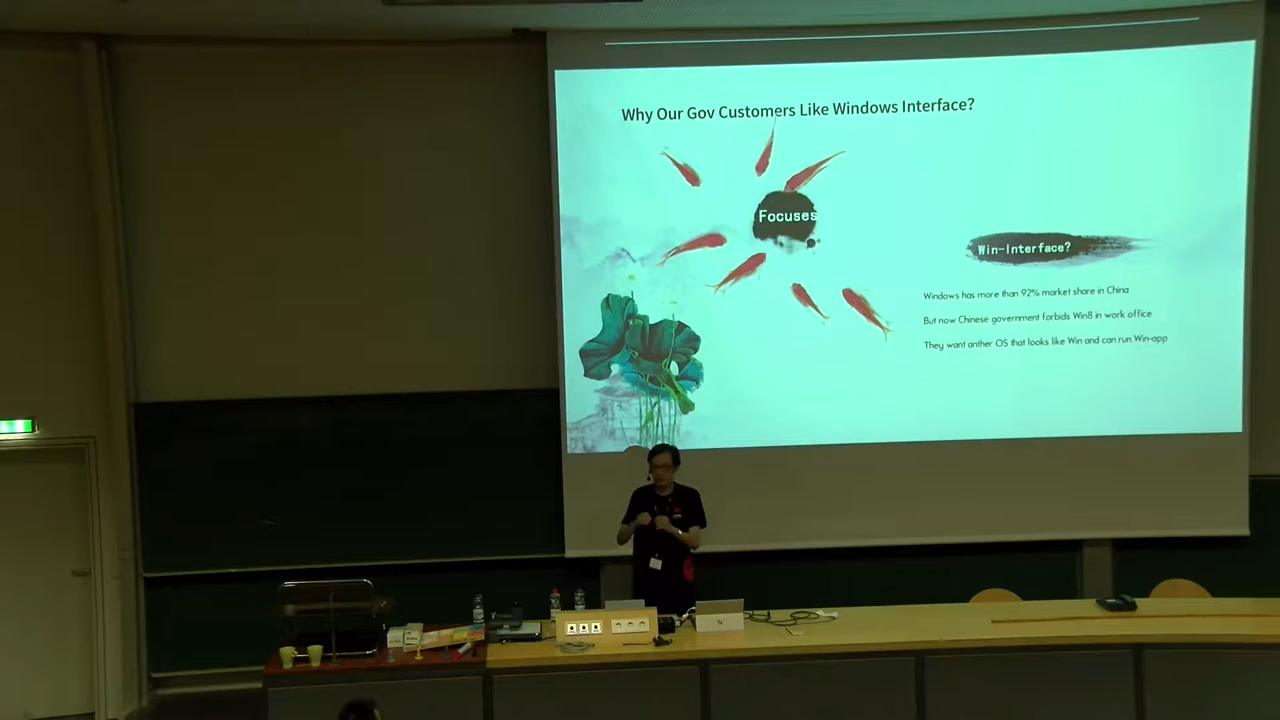 Why Our Gov Customers Like Windows Interface?
Focuses
Win-Interface?
Windows has more than 92% market share in China
But now Chinese government forbids Win8 in work office
They want anther OS that looks like Win and can run Win-app